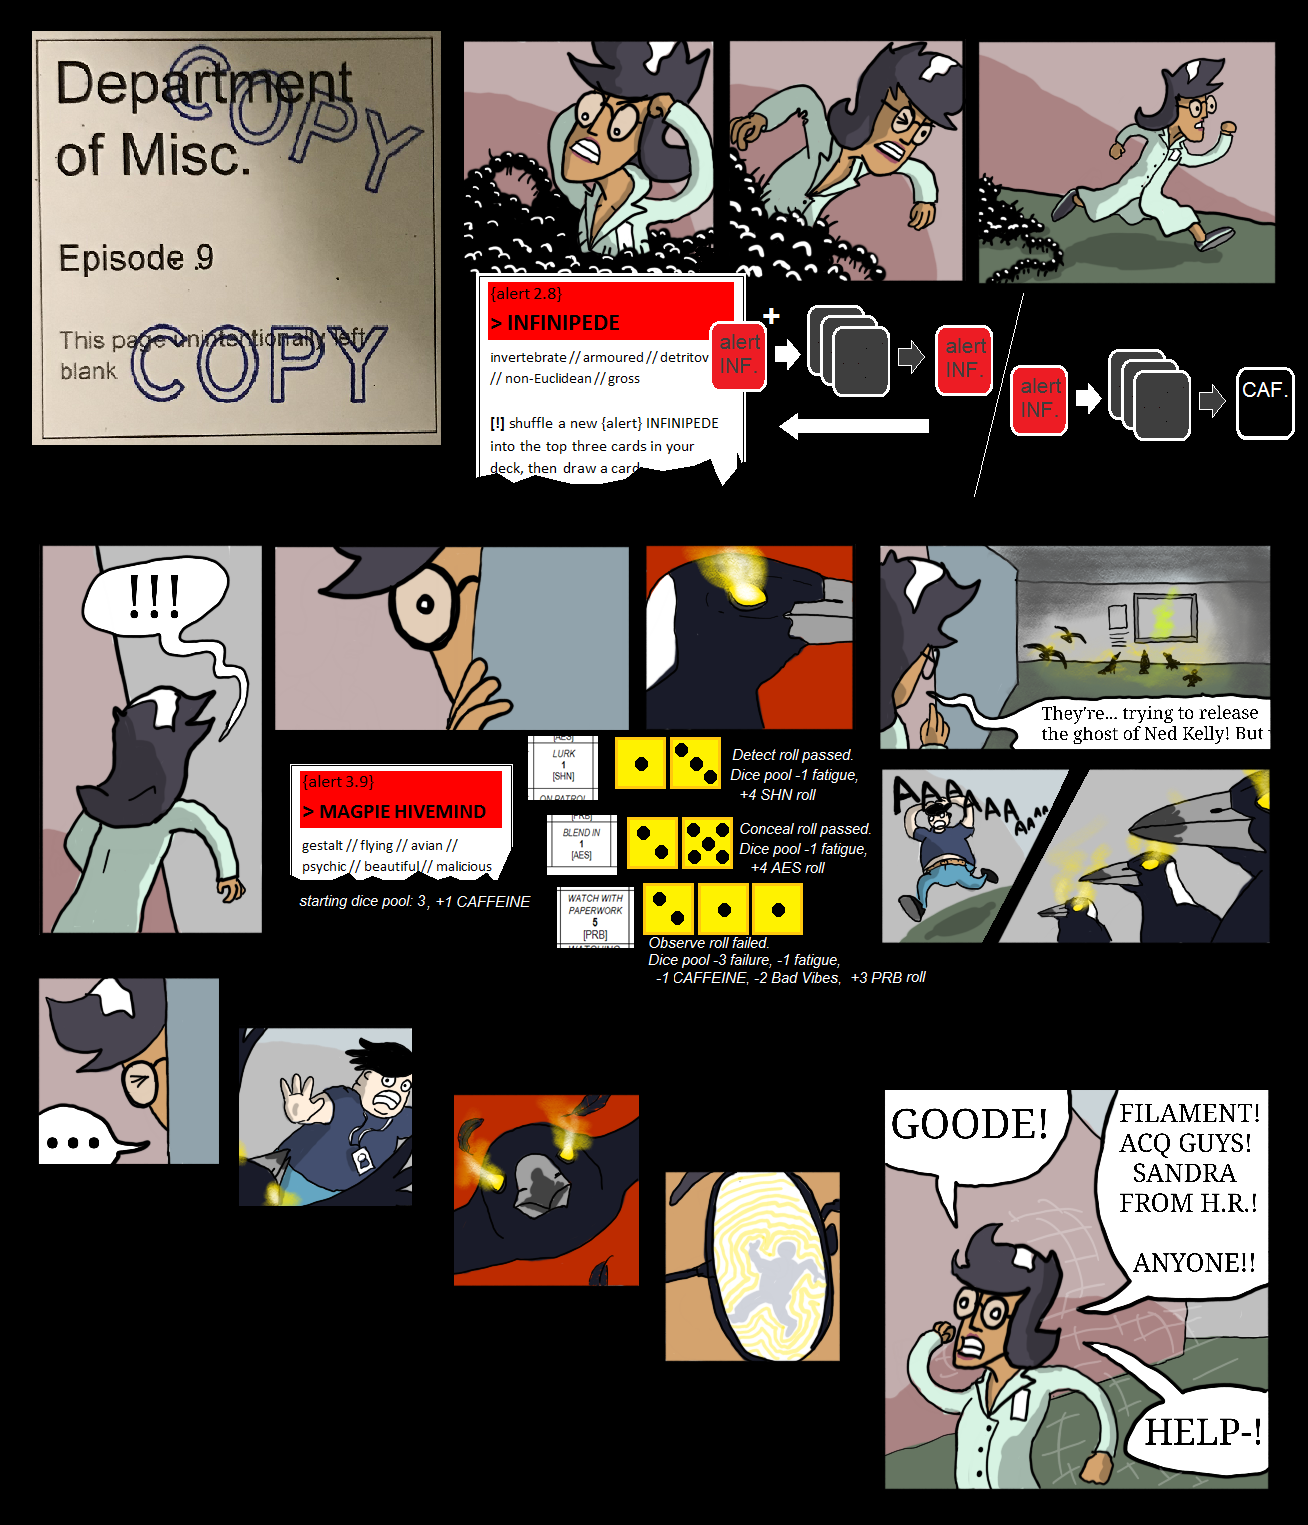 Department
of Misc.
COPY
Episode 9
This page unintentionally left
blank
COPY
{alert 2.8}
> INFINIPEDE
invertebrate // armoured // detritov
// non-Euclidean // gross
[!] shuffle a new {alert} INFINIPEDE
into the top three cards in your
deck, then draw a card
alert
INF.
+
alert
INF.
alert
INF.
CAF.
!!!
They're... trying to release
the ghost of Ned Kelly! But
{alert 3.9}
> MAGPIE HIVEMIND
gestalt // flying // avian //
psychic // beautiful // malicious
starting dice pool: 3, +1 CAFFEINE
[AES]
LURK
1
[SHN]
ON PATROL
Detect roll passed.
Dice pool -1 fatigue,
+4 SHN roll
[PRB]
BLEND IN
1
[AES]
Conceal roll passed.
Dice pool -1 fatigue,
+4 AES roll
WATCH WITH
PAPERWORK
5
[PRB]
Observe roll failed.
Dice pool -3 failure, -1 fatigue,
-1 CAFFEINE, -2 Bad Vibes, +3 PRB roll
AAAAAAAAAA
...
GOODE!
FILAMENT!
ACQ GUYS!
SANDRA
FROM H.R.!
ANYONE!!
HELP-!